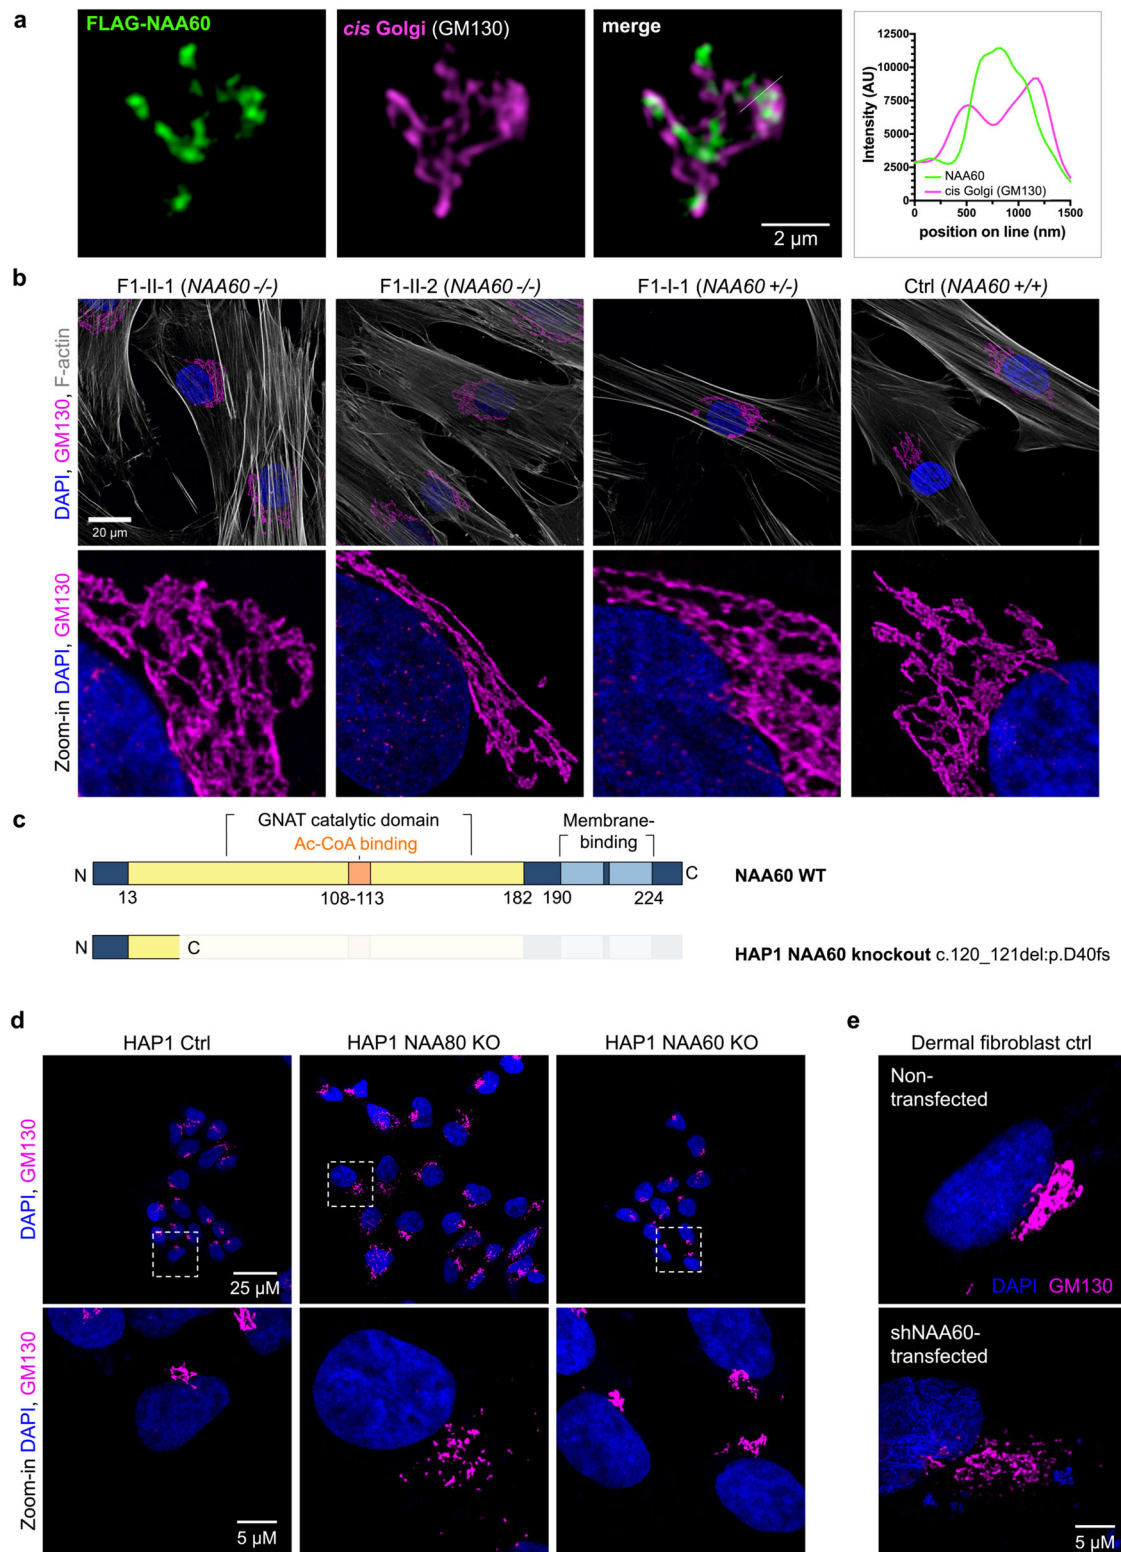 a
FLAG-NAA60
cis Golgi (GM130)
merge
2 µm
12500
10000
7500
5000
2500
0
Intensity (AU)
NAA60
cis Golgi (GM130)
0 500 1000 1500
position on line (nm)
b
F1-II-1 (NAA60 -/-)
F1-II-2 (NAA60 -/-)
F1-I-1 (NAA60 +/-)
Ctrl (NAA60 +/+)
DAPI, GM130, F-actin
20 µm
Zoom-in DAPI, GM130
c
GNAT catalytic domain
Ac-CoA binding
Membrane-
binding
N
C
NAA60 WT
13
108-113
182
190
224
N
C
HAP1 NAA60 knockout c.120_121del:p.D40fs
d
HAP1 Ctrl
HAP1 NAA80 KO
HAP1 NAA60 KO
DAPI, GM130
25 µM
Zoom-in DAPI, GM130
5 µM
e
Dermal fibroblast ctrl
Non-
transfected
DAPI GM130
shNAA60-
transfected
5 µM